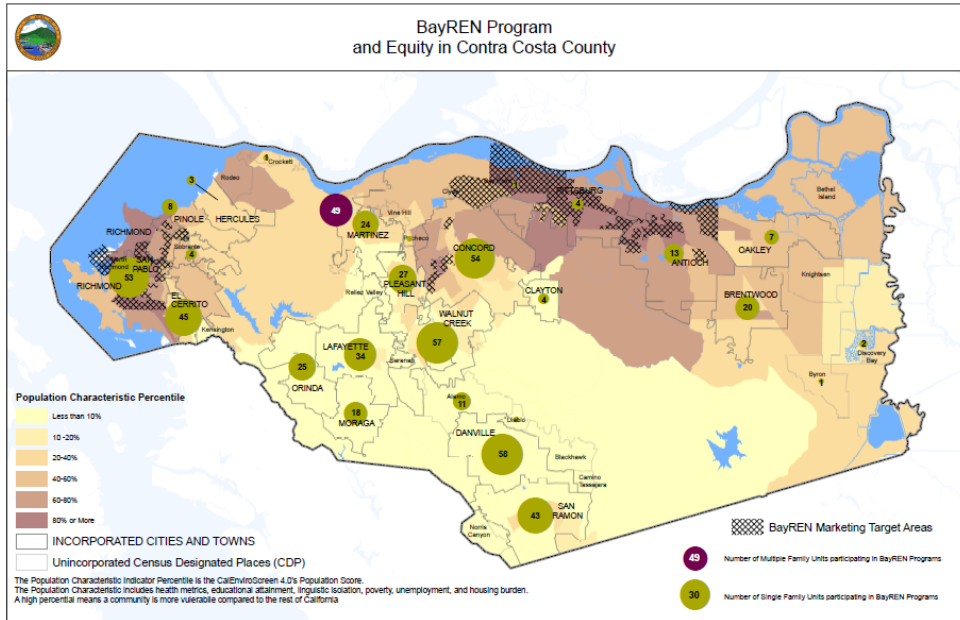 BayREN Program
and Equity in Contra Costa County
1
Crockett
Rodeo
3
8
PINOLE
HERCULES
RICHMOND
49
24
MARTINEZ
Vine Hill
Clyde
1
PITTSBURG
4
Bethel
Island
Pacheco
4
Sobrante
SAN
PABLO
53
RICHMOND
CONCORD
54
13
ANTIOCH
7
OAKLEY
Knightsen
27
PLEASANT
HILL
Reliez Valley
CLAYTON
4
BRENTWOOD
20
EL
CERRITO
45
Kensington
WALNUT
CREEK
57
LAFAYETTE
34
Saranap
2
Discovery
Bay
Byron
1
25
ORINDA
18
MORAGA
Alamo
11
Diablo
DANVILLE
58
Blackhawk
Camino
Tassajara
43
SAN
RAMON
Norris
Canyon
Population Characteristic Percentile
Less than 10%
10 -20%
20-40%
40-60%
60-80%
80% or More
INCORPORATED CITIES AND TOWNS
Unincorporated Census Designated Places (CDP)
The Population Characteristic Indicator Percentile is the CalEnviroScreen 4.0's Population Score.
The Population Characteristic includes health metrics, educational attainment, linguistic isolation, poverty, unemployment, and housing burden.
A high percential means a community is more vulerable compared to the rest of California
BayREN Marketing Target Areas
49
Number of Multiple Family Units participating in BayREN Programs
30
Number of Single Family Units participating in BayREN Programs